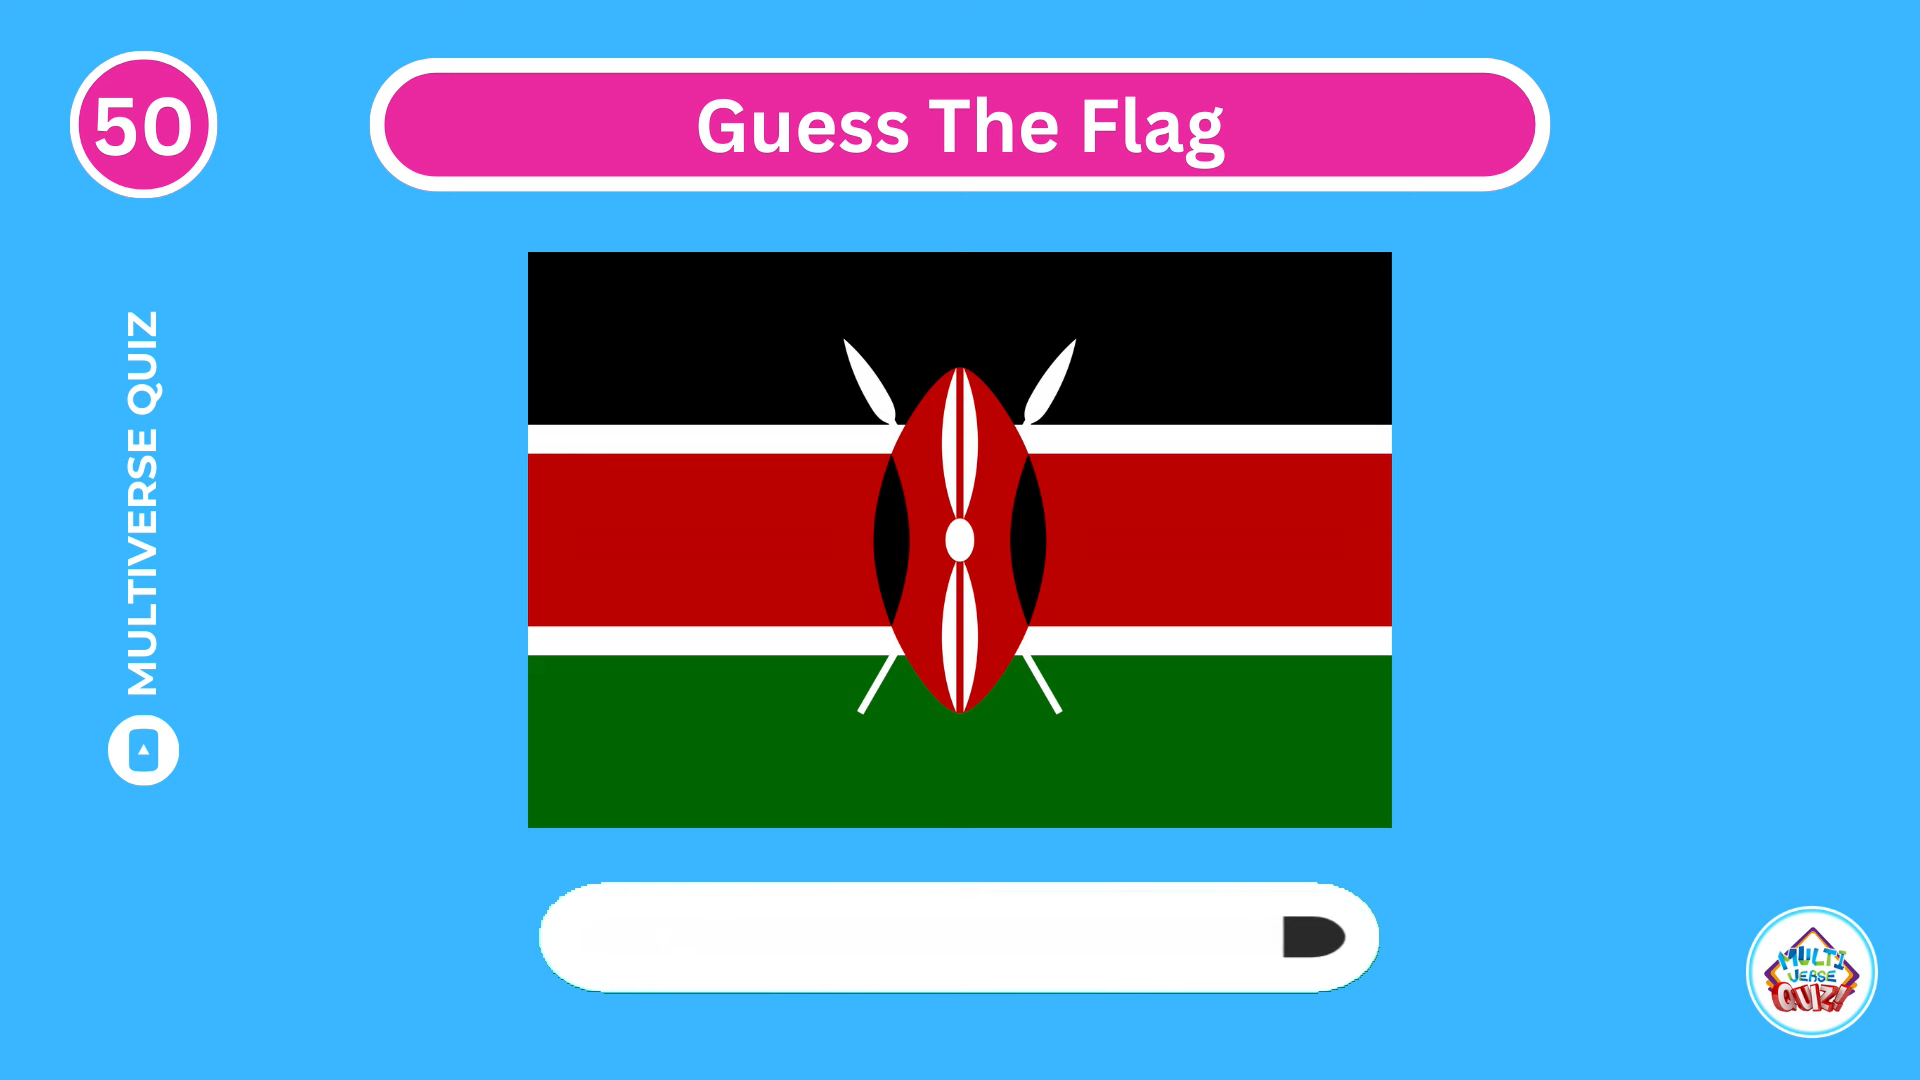 50
Guess The Flag
MULTIVERSE QUIZ
MULTI
VERSE
QUIZ!